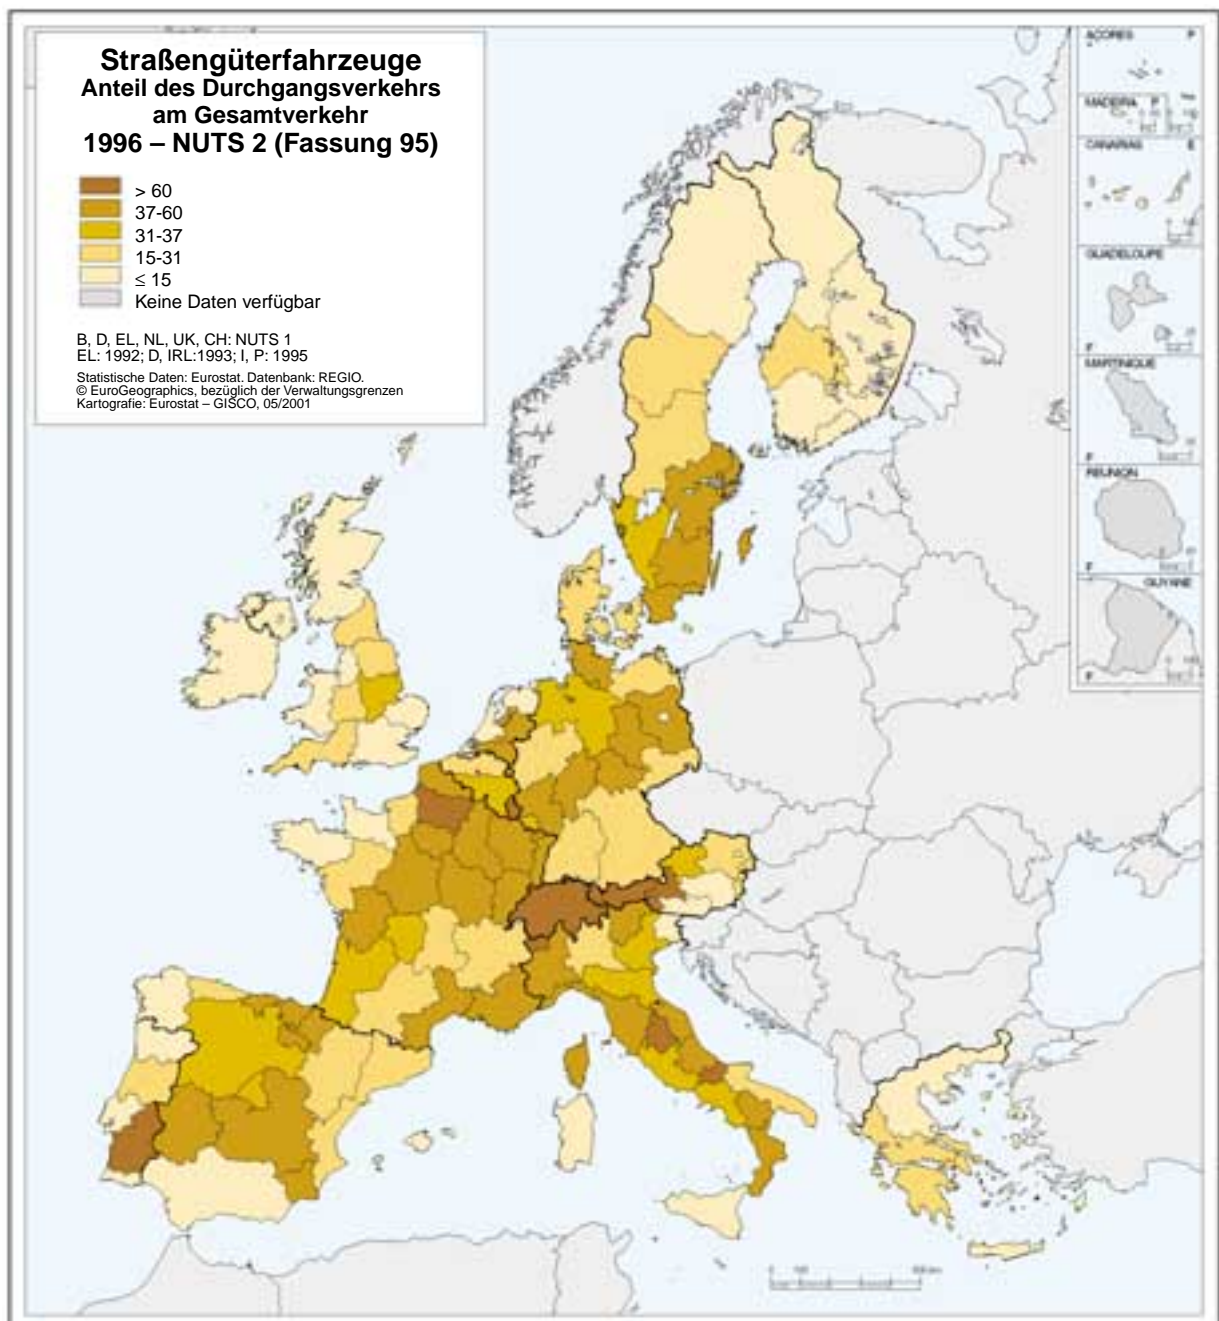 Straßengüterfahrzeuge
Anteil des Durchgangsverkehrs
am Gesamtverkehr
1996 – NUTS 2 (Fassung 95)
> 60
37-60
31-37
15-31
≤ 15
Keine Daten verfügbar
B, D, EL, NL, UK, CH: NUTS 1
EL: 1992; D, IRL:1993; I, P: 1995
Statistische Daten: Eurostat. Datenbank: REGIO.
© EuroGeographics, bezüglich der Verwaltungsgrenzen
Kartografie: Eurostat – GISCO, 05/2001
AÇORES P
MADEIRA P
CANARIAS E
GUADELOUPE
F
MARTINIQUE
F
REUNION
F
GUYANE
F